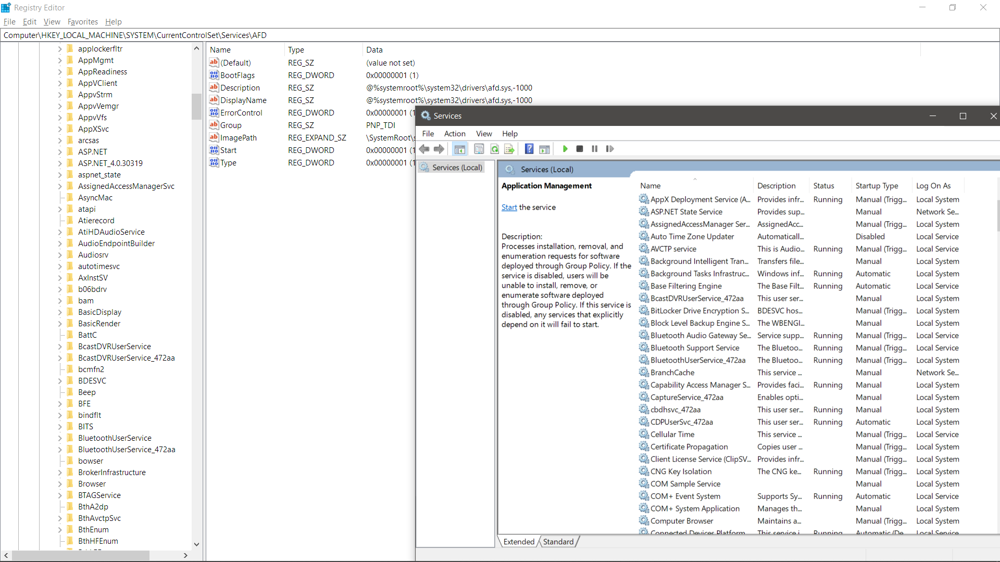 Registry Editor
File Edit View Favorites Help
Computer\HKEY_LOCAL_MACHINE\SYSTEM\CurrentControlSet\Services\AFD
applockerfltr
AppMgmt
AppReadiness
AppVClient
AppvStrm
AppvVemgr
AppvVfs
AppXSvc
arcsas
ASP.NET
ASP.NET_4.0.30319
aspnet_state
AssignedAccessManagerSvc
AsyncMac
atapi
Atierecord
AtiHDAudioService
AudioEndpointBuilder
Audiosrv
autotimesvc
AxInstSV
b06bdrv
bam
BasicDisplay
BasicRender
BattC
BcastDVRUserService
BcastDVRUserService_472aa
bcmfn2
BDESVC
Beep
BFE
bindflt
BITS
BluetoothUserService
BluetoothUserService_472aa
bowser
BrokerInfrastructure
Browser
BTAGService
BthA2dp
BthAvctpSvc
BthEnum
BthHFEnum
Name Type Data
(Default) REG_SZ (value not set)
BootFlags REG_DWORD 0x00000001 (1)
Description REG_SZ @%systemroot%\system32\drivers\afd.sys,-1000
DisplayName REG_SZ @%systemroot%\system32\drivers\afd.sys,-1000
ErrorControl REG_DWORD 0x00000001 (1
Group REG_SZ PNP_TDI
ImagePath REG_EXPAND_SZ \SystemRoot\s
Start REG_DWORD 0x00000001 (1
Type REG_DWORD 0x00000001 (1
Services
File Action View Help
Services (Local)
Services (Local)
Application Management
Start the service
Description:
Processes installation, removal, and
enumeration requests for software
deployed through Group Policy. If the
service is disabled, users will be
unable to install, remove, or
enumerate software deployed
through Group Policy. If this service is
disabled, any services that explicitly
depend on it will fail to start.
Name Description Status Startup Type Log On As
AppX Deployment Service (A... Provides infr... Running Manual (Trigg... Local System
ASP.NET State Service Provides sup... Manual Network Se...
AssignedAccessManager Ser... AssignedAcc... Manual (Trigg... Local System
Auto Time Zone Updater Automaticall... Disabled Local Service
AVCTP service This is Audio... Running Manual (Trigg... Local Service
Background Intelligent Tran... Transfers file... Manual Local System
Background Tasks Infrastruc... Windows inf... Running Automatic Local System
Base Filtering Engine The Base Filt... Running Automatic Local Service
BcastDVRUserService_472aa This user ser... Manual Local System
BitLocker Drive Encryption S... BDESVC hos... Manual (Trigg... Local System
Block Level Backup Engine S... The WBENGI... Manual Local System
Bluetooth Audio Gateway Se... Service supp... Running Manual (Trigg... Local Service
Bluetooth Support Service The Bluetoo... Running Manual (Trigg... Local Service
BluetoothUserService_472aa The Bluetoo... Running Manual (Trigg... Local System
BranchCache This service ... Manual Network Se...
Capability Access Manager S... Provides faci... Running Manual Local System
CaptureService_472aa Enables opti... Manual Local System
cbdhsvc_472aa This user ser... Running Manual Local System
CDPUserSvc_472aa This user ser... Running Automatic Local System
Cellular Time This service ... Manual (Trigg... Local Service
Certificate Propagation Copies user ... Manual (Trigg... Local System
Client License Service (ClipSV... Provides infr... Manual (Trigg... Local System
CNG Key Isolation The CNG ke... Running Manual (Trigg... Local System
COM Sample Service Manual Local System
COM+ Event System Supports Sy... Running Automatic Local Service
COM+ System Application Manages th... Manual Local System
Computer Browser Maintains a... Manual (Trigg... Local System
Connected Devices Platform This service i Running Automatic (De Local Service
Extended Standard